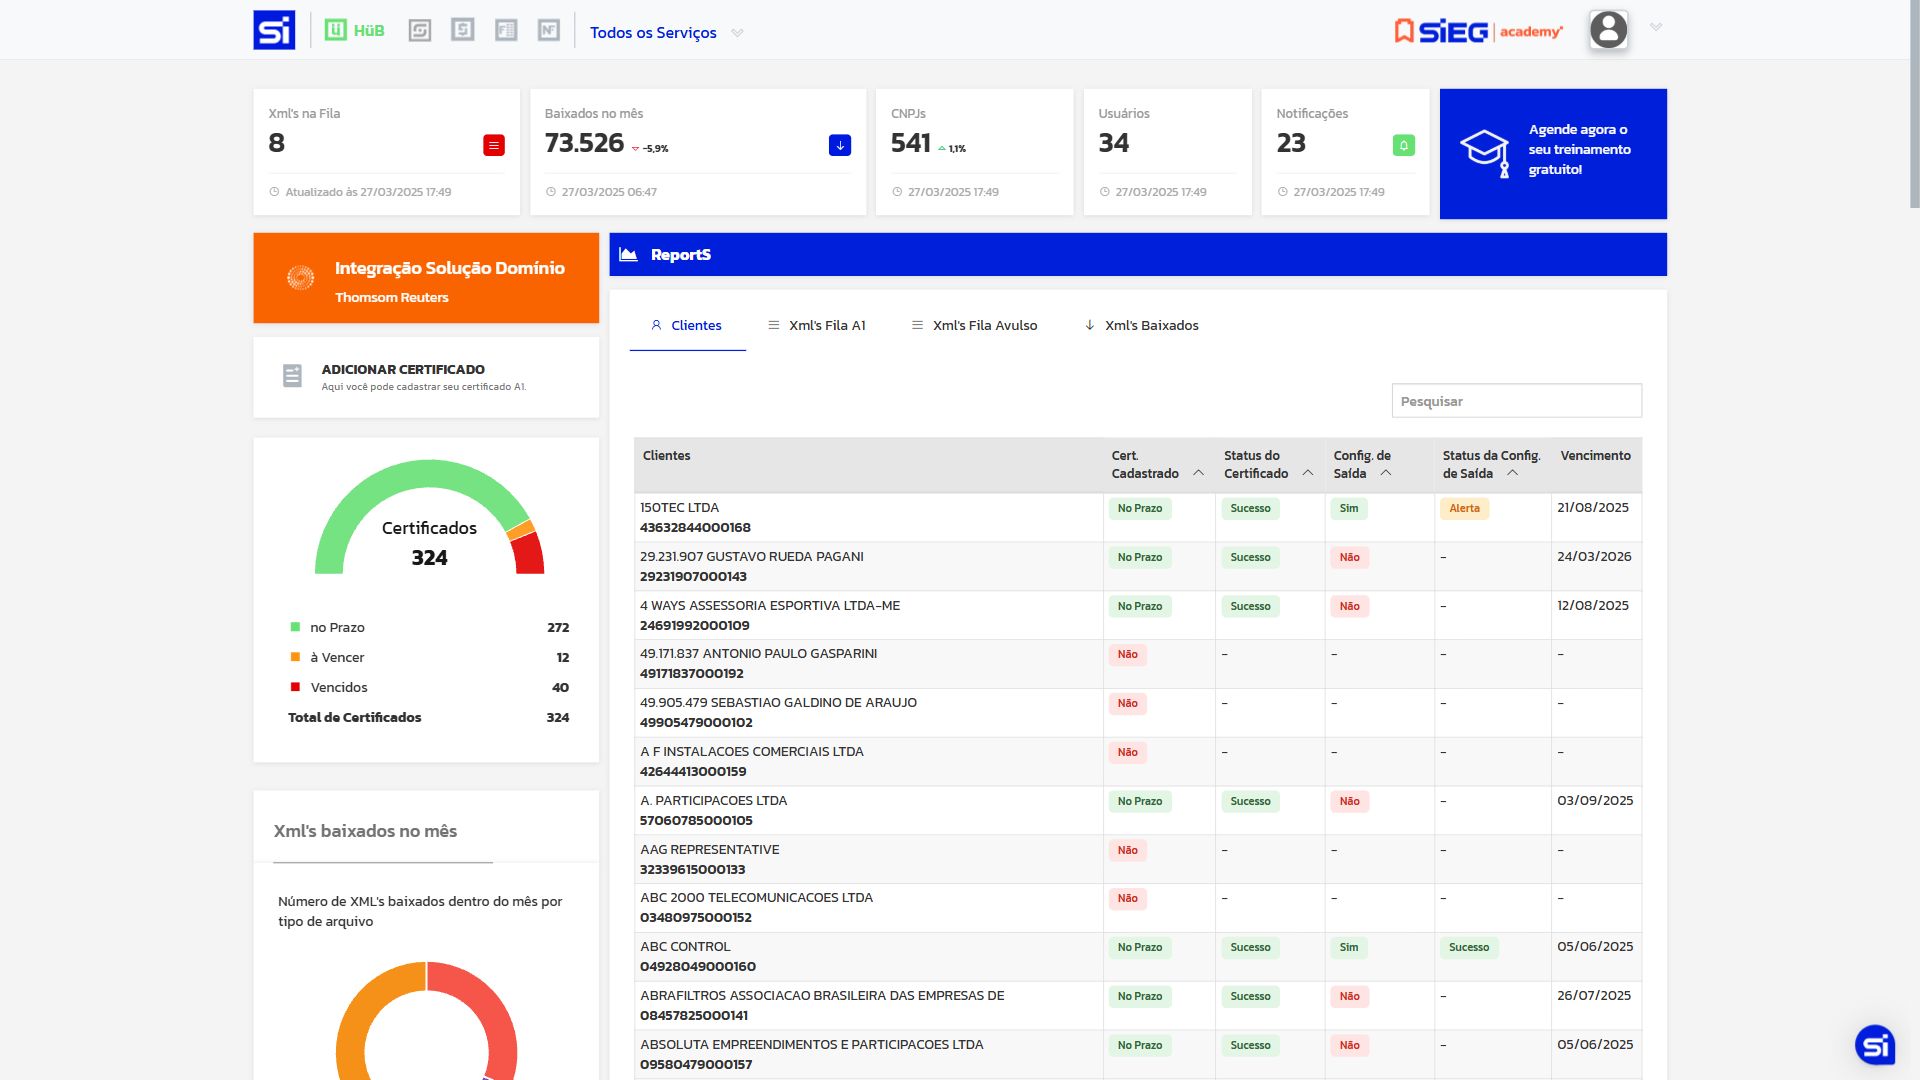 HüB
Todos os Serviços
SIEG | academy
Xml's na Fila
8
Atualizado às 27/03/2025 17:49
Baixados no mês
73.526 -5,9%
27/03/2025 06:47
CNPJs
541 1,1%
27/03/2025 17:49
Usuários
34
27/03/2025 17:49
Notificações
23
27/03/2025 17:49
Agende agora o
seu treinamento
gratuito!
Integração Solução Domínio
Thomsom Reuters
ADICIONAR CERTIFICADO
Aqui você pode cadastrar seu certificado A1.
Certificados
324
no Prazo 272
à Vencer 12
Vencidos 40
Total de Certificados 324
Xml's baixados no mês
Número de XML's baixados dentro do mês por
tipo de arquivo
ReportS
Clientes Xml's Fila A1 Xml's Fila Avulso Xml's Baixados
Pesquisar
Clientes Cert. Cadastrado Status do Certificado Config. de Saída Status da Config. de Saída Vencimento
150TEC LTDA No Prazo Sucesso Sim Alerta 21/08/2025
43632844000168
29.231.907 GUSTAVO RUEDA PAGANI No Prazo Sucesso Não - 24/03/2026
29231907000143
4 WAYS ASSESSORIA ESPORTIVA LTDA-ME No Prazo Sucesso Não - 12/08/2025
24691992000109
49.171.837 ANTONIO PAULO GASPARINI Não - - - -
49171837000192
49.905.479 SEBASTIAO GALDINO DE ARAUJO Não - - - -
49905479000102
A F INSTALACOES COMERCIAIS LTDA Não - - - -
42644413000159
A. PARTICIPACOES LTDA No Prazo Sucesso Não - 03/09/2025
57060785000105
AAG REPRESENTATIVE Não - - - -
32339615000133
ABC 2000 TELECOMUNICACOES LTDA Não - - - -
03480975000152
ABC CONTROL No Prazo Sucesso Sim Sucesso 05/06/2025
04928049000160
ABRAFILTROS ASSOCIACAO BRASILEIRA DAS EMPRESAS DE No Prazo Sucesso Não - 26/07/2025
08457825000141
ABSOLUTA EMPREENDIMENTOS E PARTICIPACOES LTDA No Prazo Sucesso Não - 05/06/2025
09580479000157